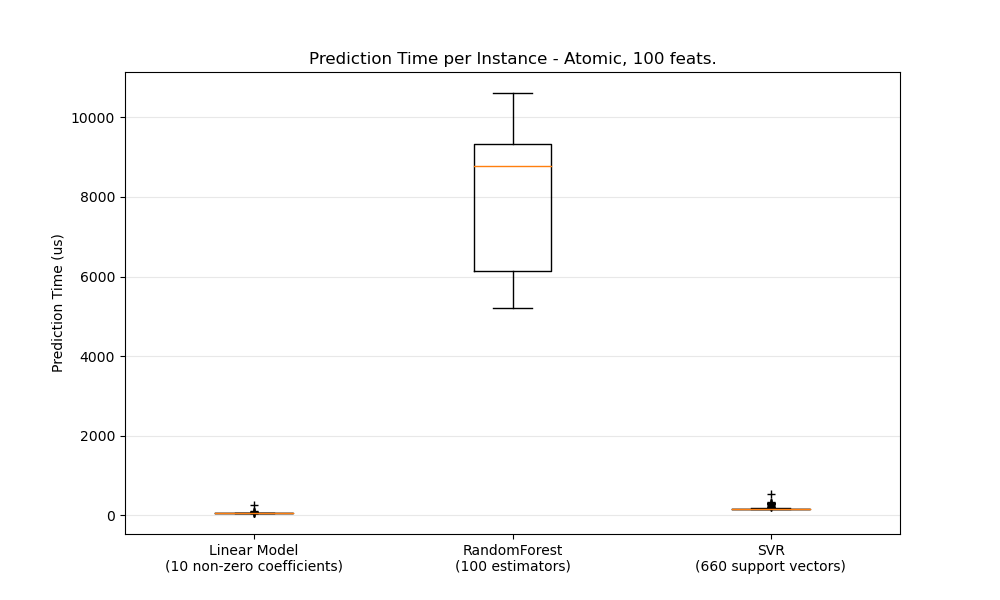 Prediction Time per Instance - Atomic, 100 feats.
Prediction Time (us)
10000
8000
6000
4000
2000
0
Linear Model
(10 non-zero coefficients)
RandomForest
(100 estimators)
SVR
(660 support vectors)